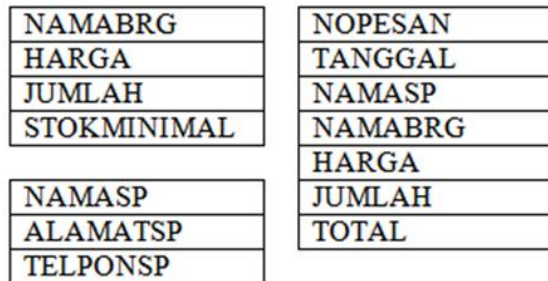 NAMABRG
HARGA
JUMLAH
STOKMINIMAL
NAMASP
ALAMATSP
TELPONSP
NOPESAN
TANGGAL
NAMASP
NAMABRG
HARGA
JUMLAH
TOTAL